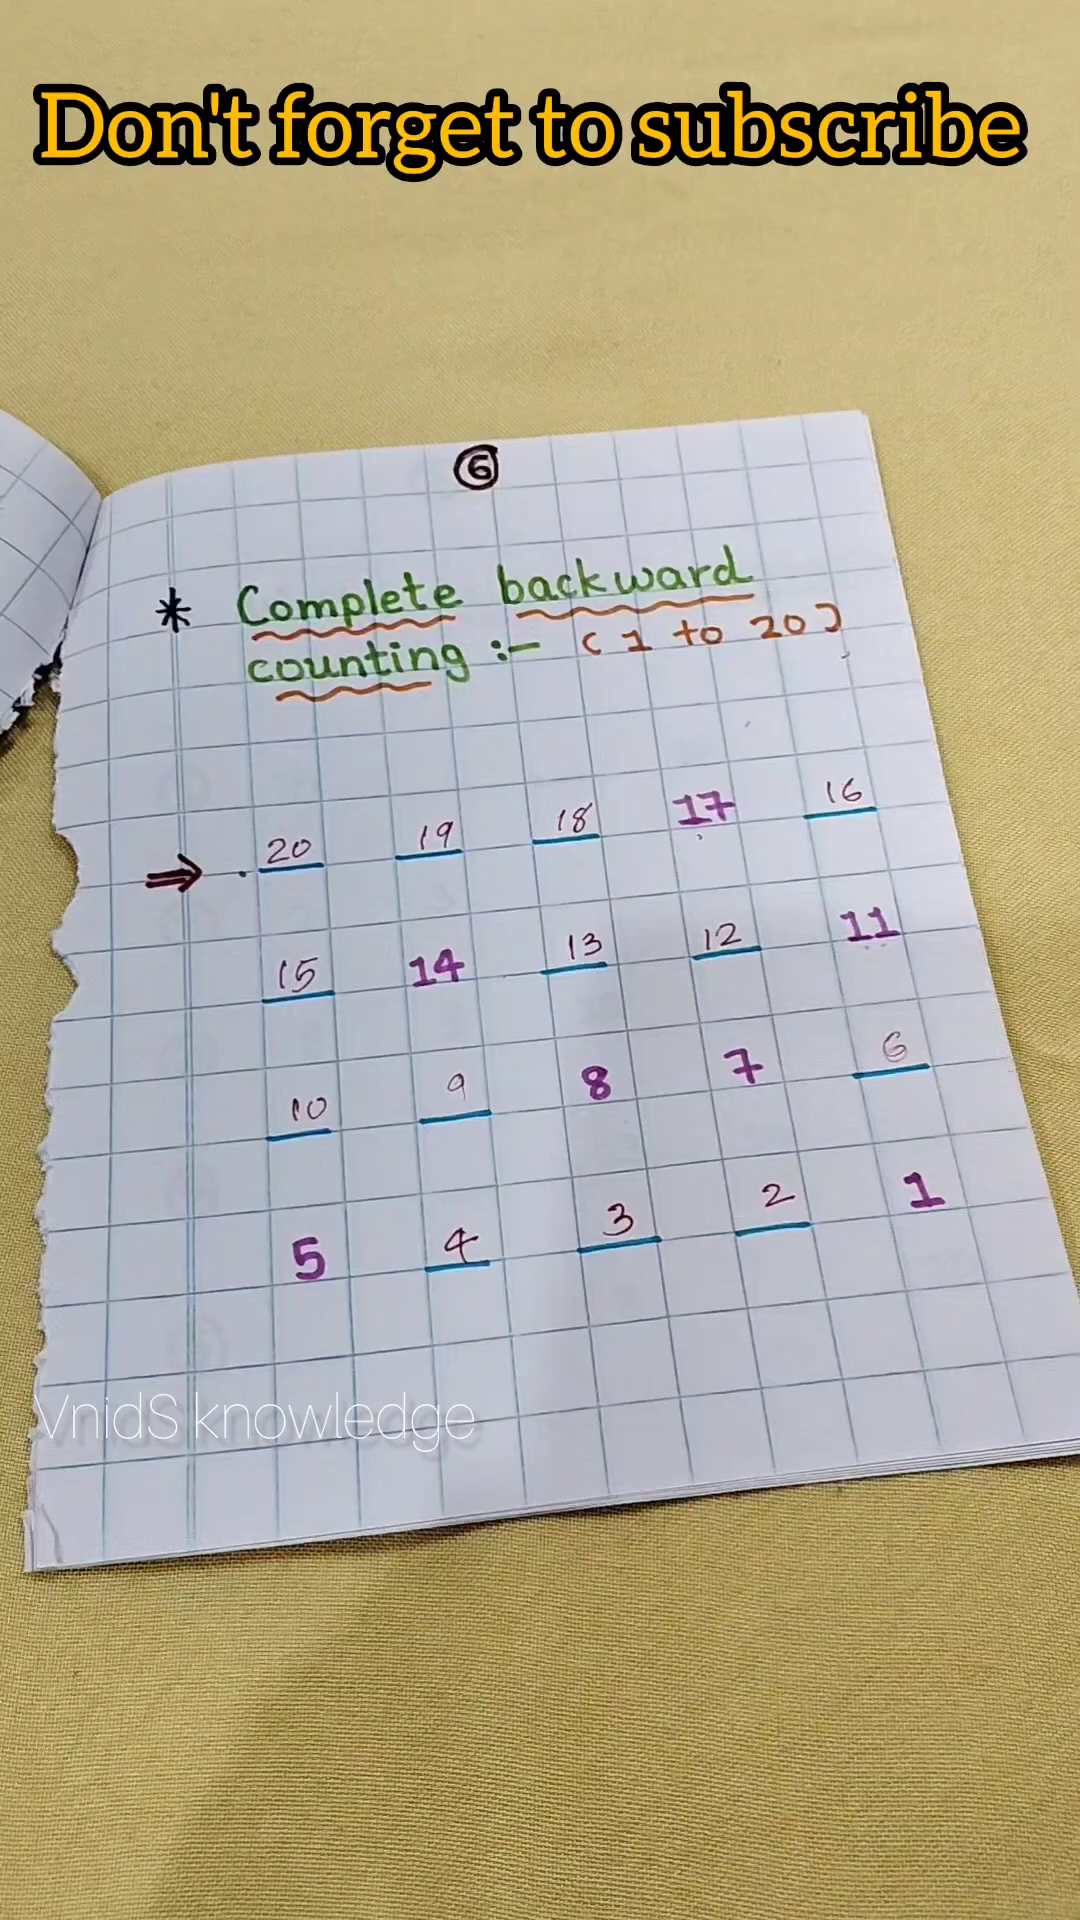 Don't forget to subscribe
6
* Complete backward
counting :- (1 to 20)
⇒ 20 19 18 17 16
15 14 13 12 11
10 9 8 7 6
5 4 3 2 1
VnidS knowledge